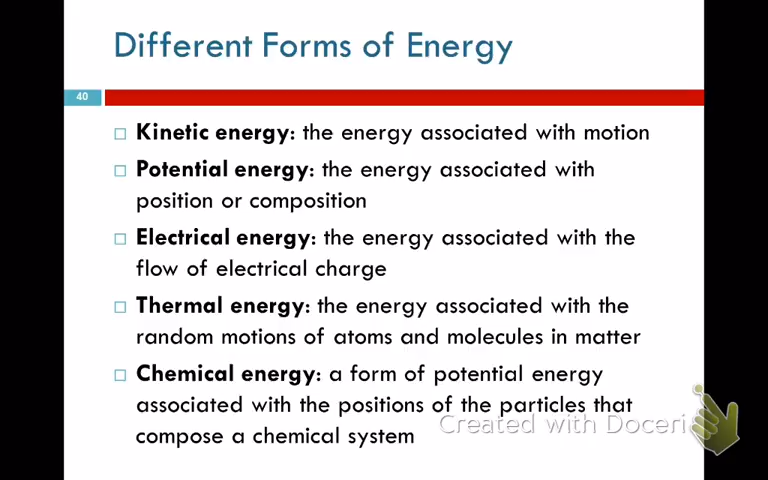 Different Forms of Energy
40
Kinetic energy: the energy associated with motion
Potential energy: the energy associated with
position or composition
Electrical energy: the energy associated with the
flow of electrical charge
Thermal energy: the energy associated with the
random motions of atoms and molecules in matter
Chemical energy: a form of potential energy
associated with the positions of the particles that
compose a chemical system
Created with Doceri